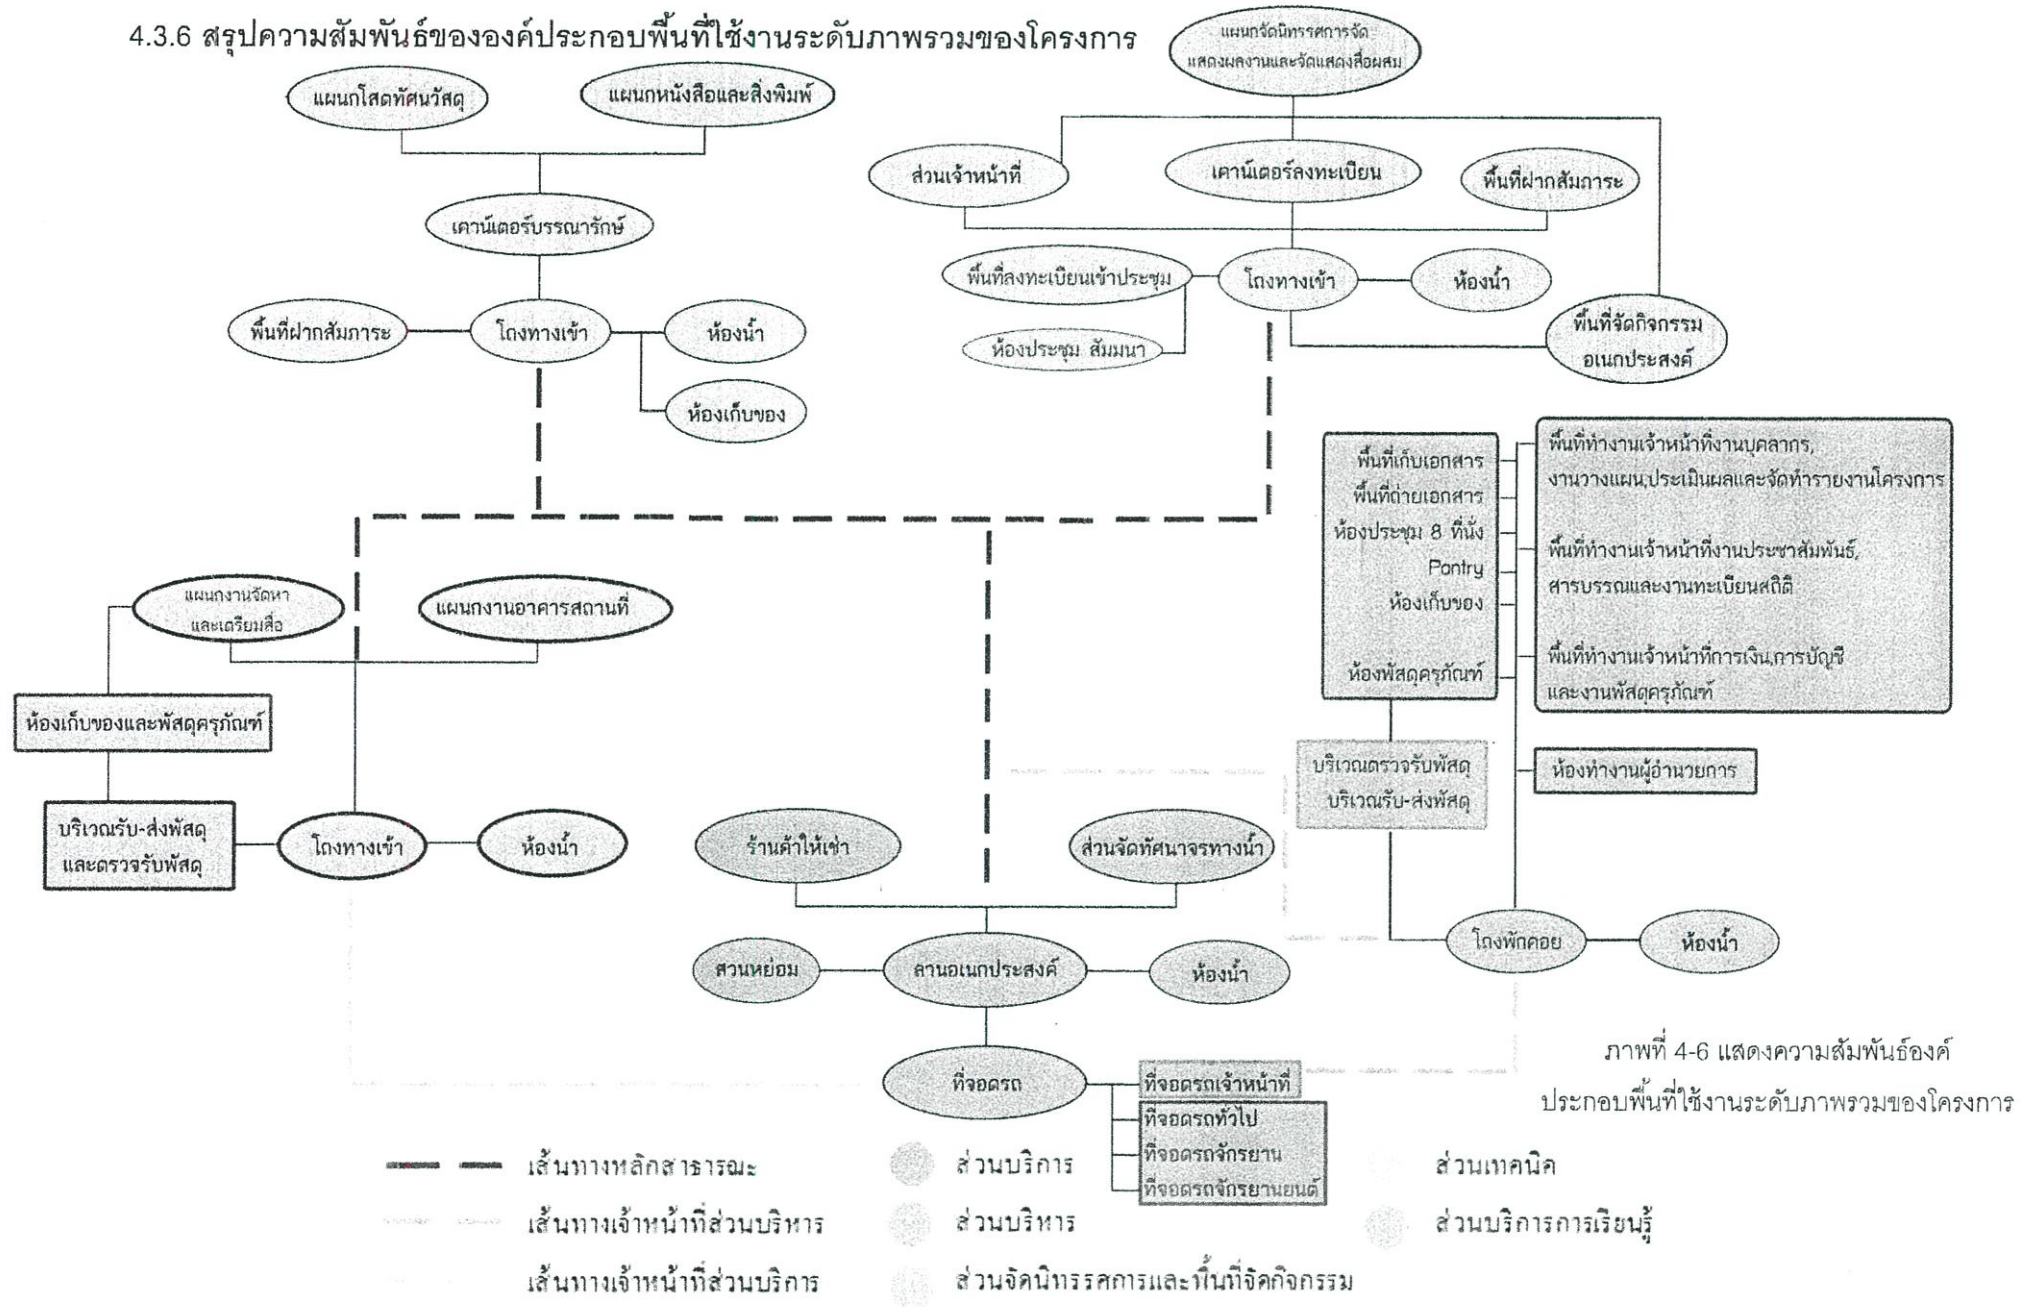 4.3.6 สรุปความสัมพันธ์ขององค์ประกอบพื้นที่ใช้งานระดับภาพรวมของโครงการ
แผนกจัดนิทรรศการจัด
แสดงผลงานและจัดแสดงสื่อผสม
แผนกโสตทัศนวัสดุ
แผนกหนังสือและสิ่งพิมพ์
ส่วนเจ้าหน้าที่
เคาน์เตอร์ลงทะเบียน
พื้นที่ฝากสัมภาระ
เคาน์เตอร์บรรณารักษ์
พื้นที่ลงทะเบียนเข้าประชุม
โถงทางเข้า
ห้องน้ำ
พื้นที่ฝากสัมภาระ
โถงทางเข้า
ห้องน้ำ
ห้องประชุม สัมมนา
พื้นที่จัดกิจกรรม
อเนกประสงค์
ห้องเก็บของ
พื้นที่เก็บเอกสาร
พื้นที่ถ่ายเอกสาร
ห้องประชุม 8 ที่นั่ง
Pantry
ห้องเก็บของ
ห้องพัสดุครุภัณฑ์
พื้นที่ทำงานเจ้าหน้าที่งานบุคลากร,
งานวางแผน,ประเมินผลและจัดทำรายงานโครงการ
พื้นที่ทำงานเจ้าหน้าที่งานประชาสัมพันธ์,
สารบรรณและงานทะเบียนสถิติ
พื้นที่ทำงานเจ้าหน้าที่การเงิน,การบัญชี
และงานพัสดุครุภัณฑ์
แผนกงานจัดหา
และเตรียมสื่อ
แผนกงานอาคารสถานที่
ห้องเก็บของและพัสดุครุภัณฑ์
บริเวณตรวจรับพัสดุ
บริเวณรับ-ส่งพัสดุ
ห้องทำงานผู้อำนวยการ
บริเวณรับ-ส่งพัสดุ
และตรวจรับพัสดุ
โถงทางเข้า
ห้องน้ำ
ร้านค้าให้เช่า
ส่วนจัดทัศนาจรทางน้ำ
โถงพักคอย
ห้องน้ำ
สวนหย่อม
ลานอเนกประสงค์
ห้องน้ำ
ที่จอดรถ
ที่จอดรถเจ้าหน้าที่
ที่จอดรถทั่วไป
ที่จอดรถจักรยาน
ที่จอดรถจักรยานยนต์
ภาพที่ 4-6 แสดงความสัมพันธ์องค์
ประกอบพื้นที่ใช้งานระดับภาพรวมของโครงการ
เส้นทางหลักสาธารณะ
ส่วนบริการ
ส่วนเทคนิค
เส้นทางเจ้าหน้าที่ส่วนบริหาร
ส่วนบริหาร
ส่วนบริการการเรียนรู้
เส้นทางเจ้าหน้าที่ส่วนบริการ
ส่วนจัดนิทรรศการและพื้นที่จัดกิจกรรม